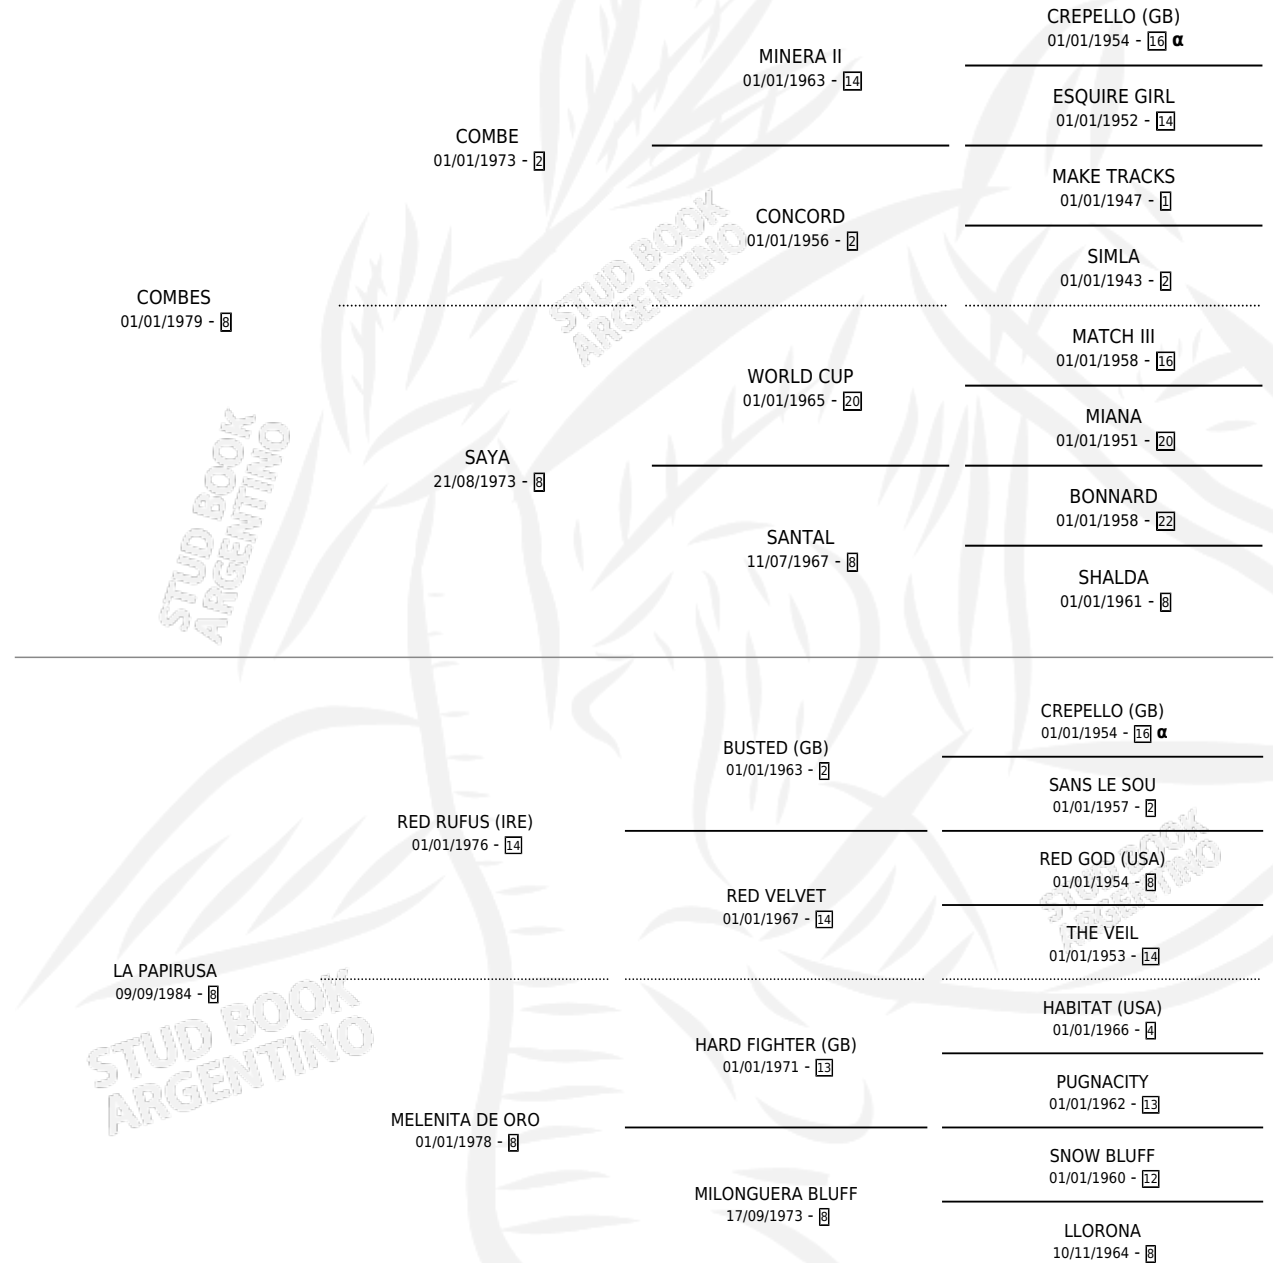 CREPELLO (GB)
01/01/1954 - 16 α
MINERA II
01/01/1963 - 14
ESQUIRE GIRL
01/01/1952 - 14
COMBE
01/01/1973 - 2
MAKE TRACKS
01/01/1947 - 1
CONCORD
01/01/1956 - 2
SIMLA
01/01/1943 - 2
COMBES
01/01/1979 - 8
MATCH III
01/01/1958 - 16
WORLD CUP
01/01/1965 - 20
MIANA
01/01/1951 - 20
SAYA
21/08/1973 - 8
BONNARD
01/01/1958 - 22
SANTAL
11/07/1967 - 8
SHALDA
01/01/1961 - 8
CREPELLO (GB)
01/01/1954 - 16 α
BUSTED (GB)
01/01/1963 - 2
SANS LE SOU
01/01/1957 - 2
RED RUFUS (IRE)
01/01/1976 - 14
RED GOD (USA)
01/01/1954 - 8
RED VELVET
01/01/1967 - 14
THE VEIL
01/01/1953 - 14
LA PAPIRUSA
09/09/1984 - 8
HABITAT (USA)
01/01/1966 - 4
HARD FIGHTER (GB)
01/01/1971 - 13
PUGNACITY
01/01/1962 - 13
MELENITA DE ORO
01/01/1978 - 8
SNOW BLUFF
01/01/1960 - 12
MILONGUERA BLUFF
17/09/1973 - 8
LLORONA
10/11/1964 - 8
STUD BOOK
ARGENTINO
STUD BOOK
ARGENTINO
STUD BOOK
ARGENTINO
STUD BOOK
ARGENTINO